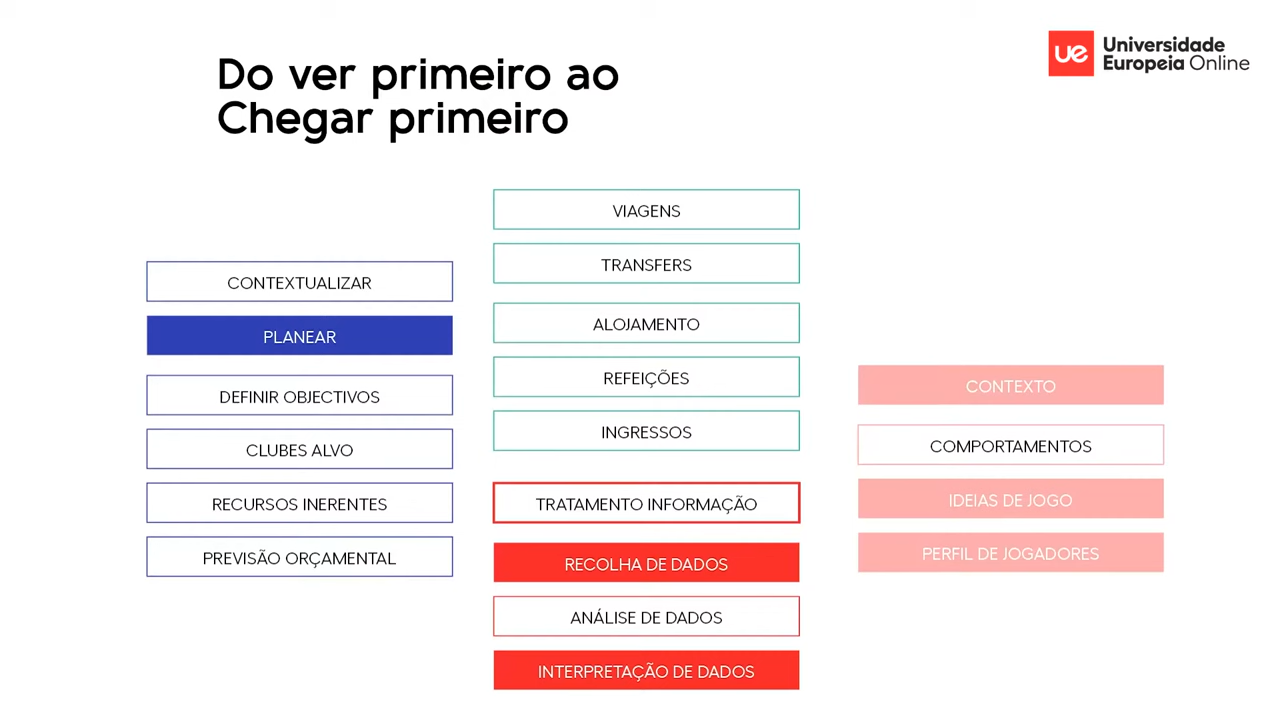 Do ver primeiro ao
Chegar primeiro
ue Universidade
Europeia Online
CONTEXTUALIZAR
PLANEAR
DEFINIR OBJECTIVOS
CLUBES ALVO
RECURSOS INERENTES
PREVISÃO ORÇAMENTAL
VIAGENS
TRANSFERS
ALOJAMENTO
REFEIÇÕES
INGRESSOS
TRATAMENTO INFORMAÇÃO
RECOLHA DE DADOS
ANÁLISE DE DADOS
INTERPRETAÇÃO DE DADOS
CONTEXTO
COMPORTAMENTOS
IDEIAS DE JOGO
PERFIL DE JOGADORES